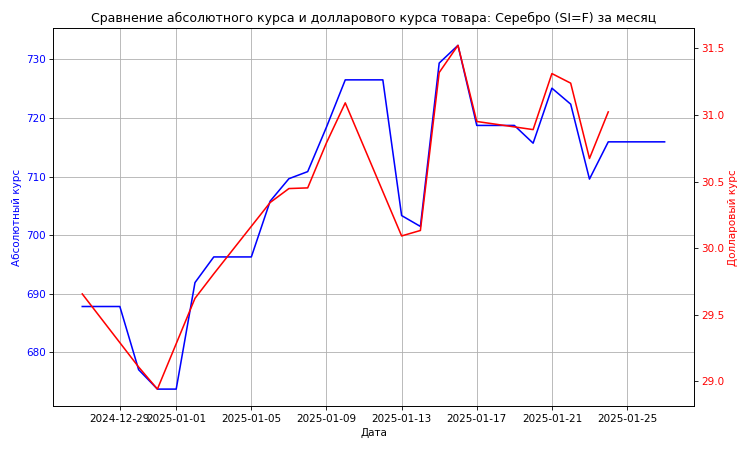 Сравнение абсолютного курса и долларового курса товара: Серебро (SI=F) за месяц
730
720
710
700
690
680
Абсолютный курс
31.5
31.0
30.5
30.0
29.5
29.0
Долларовый курс
2024-12-29 2025-01-01 2025-01-05 2025-01-09 2025-01-13 2025-01-17 2025-01-21 2025-01-25
Дата